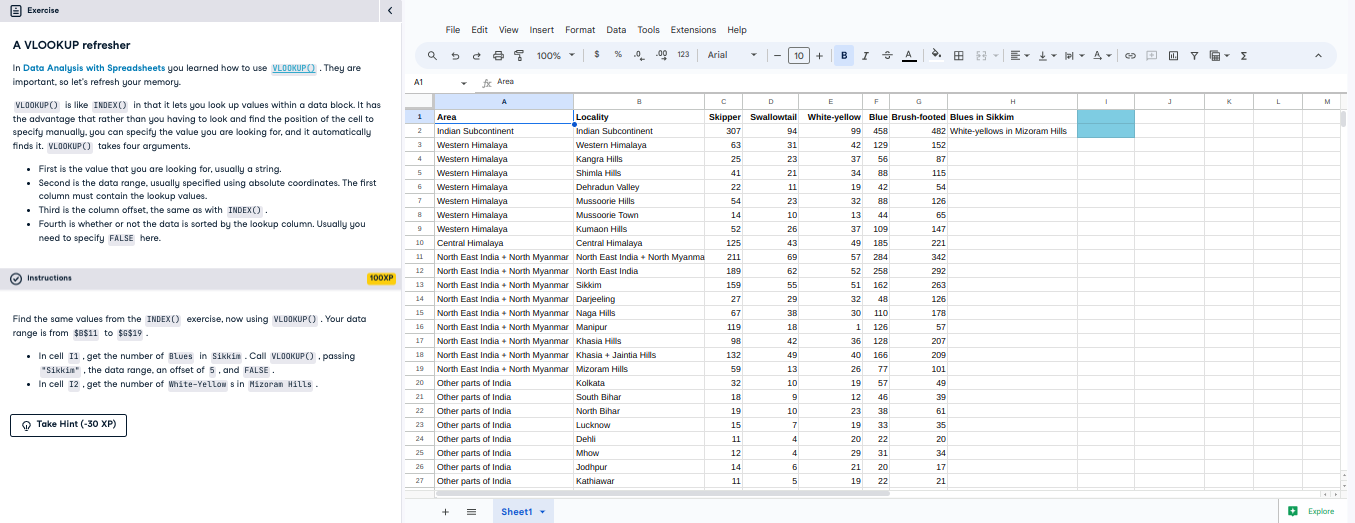 Exercise
A VLOOKUP refresher
In Data Analysis with Spreadsheets you learned how to use VLOOKUP() . They are
important, so let's refresh your memory.
VLOOKUP() is like INDEX() in that it lets you look up values within a data block. It has
the advantage that rather than you having to look and find the position of the cell to
specify manually, you can specify the value you are looking for, and it automatically
finds it. VLOOKUP() takes four arguments.
• First is the value that you are looking for, usually a string.
• Second is the data range, usually specified using absolute coordinates. The first
column must contain the lookup values.
• Third is the column offset, the same as with INDEX() .
• Fourth is whether or not the data is sorted by the lookup column. Usually you
need to specify FALSE here.
Instructions 100XP
Find the same values from the INDEX() exercise, now using VLOOKUP() . Your data
range is from $B$11 to $G$19 .
• In cell I1 , get the number of Blues in Sikkim . Call VLOOKUP() , passing
"Sikkim" , the data range, an offset of 5 , and FALSE .
• In cell I2 , get the number of White-Yellow s in Mizoram Hills .
Take Hint (-30 XP)
File Edit View Insert Format Data Tools Extensions Help
100% $ % .0 .00 123 Arial 10 B I S A
A1 fx Area
A B C D E F G H I J K L M
1 Area Locality Skipper Swallowtail White-yellow Blue Brush-footed Blues in Sikkim
2 Indian Subcontinent Indian Subcontinent 307 94 99 458 482 White-yellows in Mizoram Hills
3 Western Himalaya Western Himalaya 63 31 42 129 152
4 Western Himalaya Kangra Hills 25 23 37 56 87
5 Western Himalaya Shimla Hills 41 21 34 88 115
6 Western Himalaya Dehradun Valley 22 11 19 42 54
7 Western Himalaya Mussoorie Hills 54 23 32 88 126
8 Western Himalaya Mussoorie Town 14 10 13 44 65
9 Western Himalaya Kumaon Hills 52 26 37 109 147
10 Central Himalaya Central Himalaya 125 43 49 185 221
11 North East India + North Myanmar North East India + North Myanma 211 69 57 284 342
12 North East India + North Myanmar North East India 189 62 52 258 292
13 North East India + North Myanmar Sikkim 159 55 51 162 263
14 North East India + North Myanmar Darjeeling 27 29 32 48 126
15 North East India + North Myanmar Naga Hills 67 38 30 110 178
16 North East India + North Myanmar Manipur 119 18 1 126 57
17 North East India + North Myanmar Khasia Hills 98 42 36 128 207
18 North East India + North Myanmar Khasia + Jaintia Hills 132 49 40 166 209
19 North East India + North Myanmar Mizoram Hills 59 13 26 77 101
20 Other parts of India Kolkata 32 10 19 57 49
21 Other parts of India South Bihar 18 9 12 46 39
22 Other parts of India North Bihar 19 10 23 38 61
23 Other parts of India Lucknow 15 7 19 33 35
24 Other parts of India Dehli 11 4 20 22 20
25 Other parts of India Mhow 12 4 29 31 34
26 Other parts of India Jodhpur 14 6 21 20 17
27 Other parts of India Kathiawar 11 5 19 22 21
Sheet1
Explore